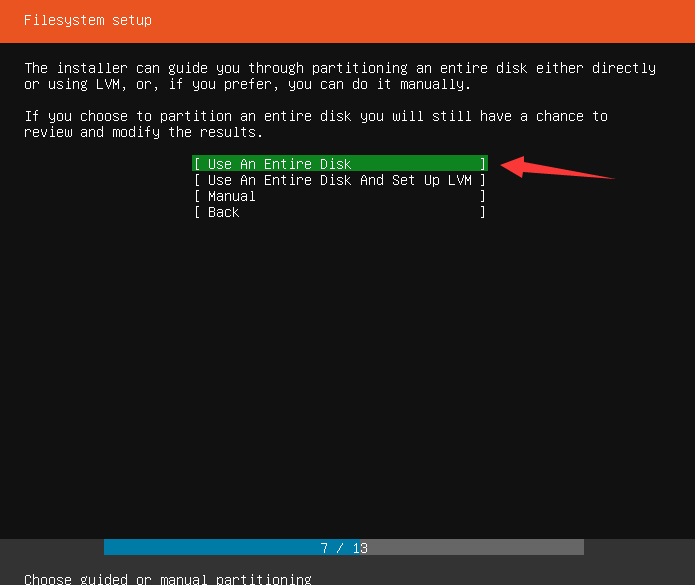 Filesystem setup
The installer can guide you through partitioning an entire disk either directly
or using LVM, or, if you prefer, you can do it manually.
If you choose to partition an entire disk you will still have a chance to
review and modify the results.
[ Use An Entire Disk ]
[ Use An Entire Disk And Set Up LVM ]
[ Manual ]
[ Back ]
7 / 13
Choose guided or manual partitioning